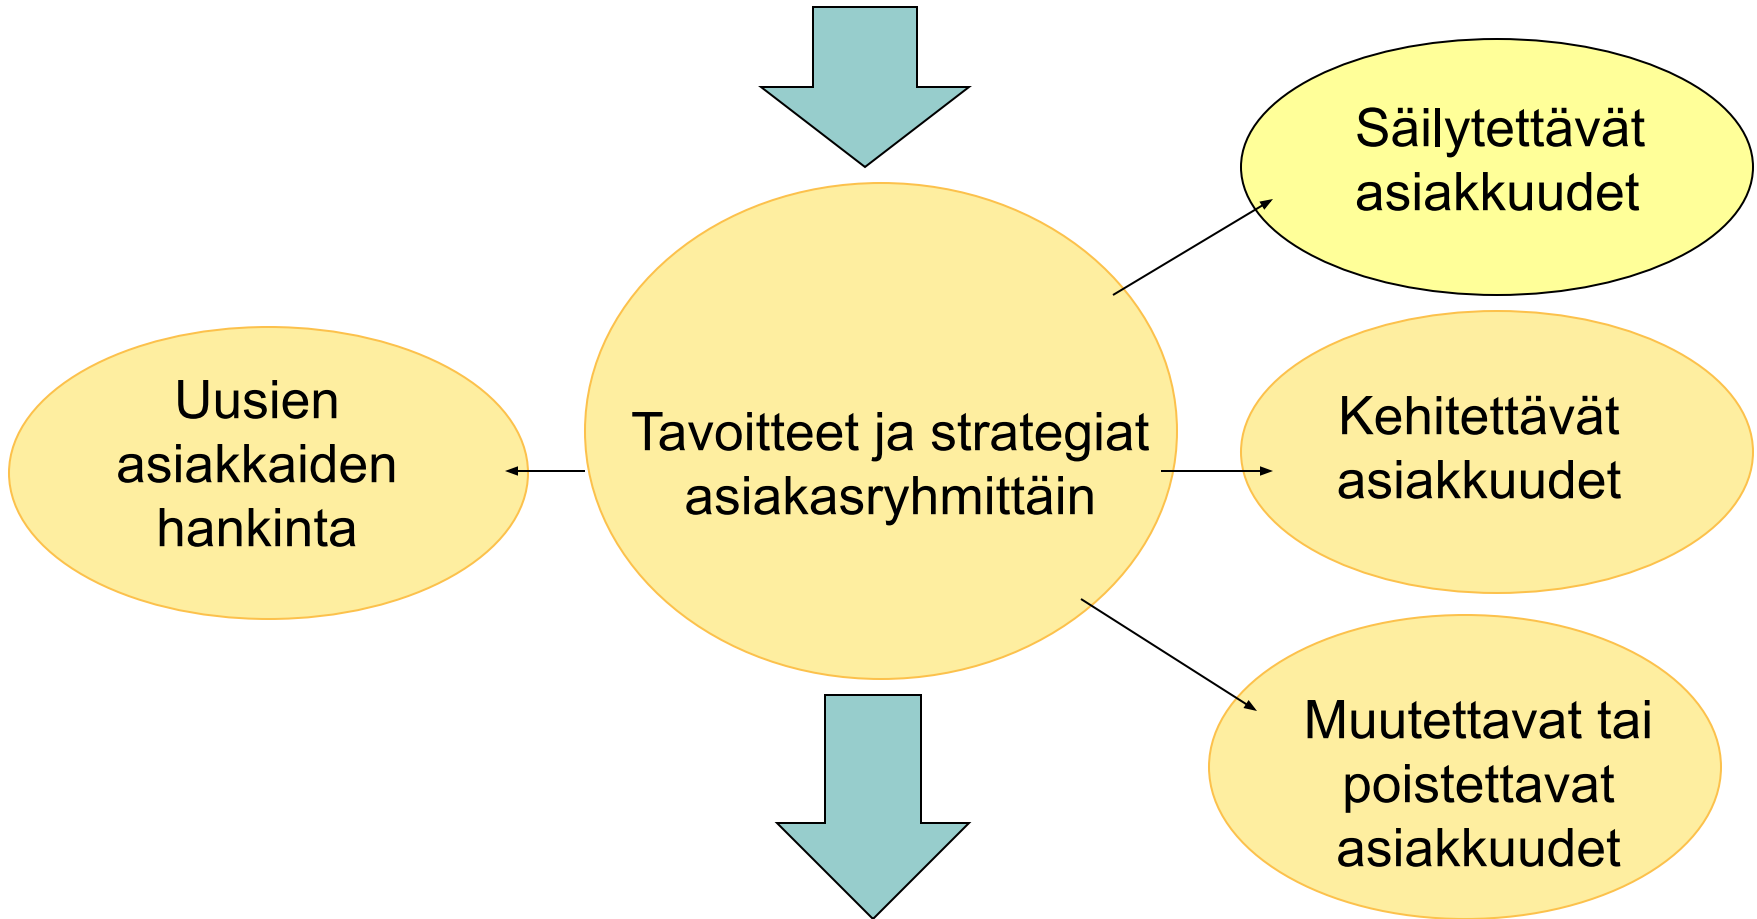 Säilytettävät
asiakkuudet
Uusien
asiakkaiden
hankinta
Tavoitteet ja strategiat
asiakasryhmittäin
Kehitettävät
asiakkuudet
Muutettavat tai
poistettavat
asiakkuudet